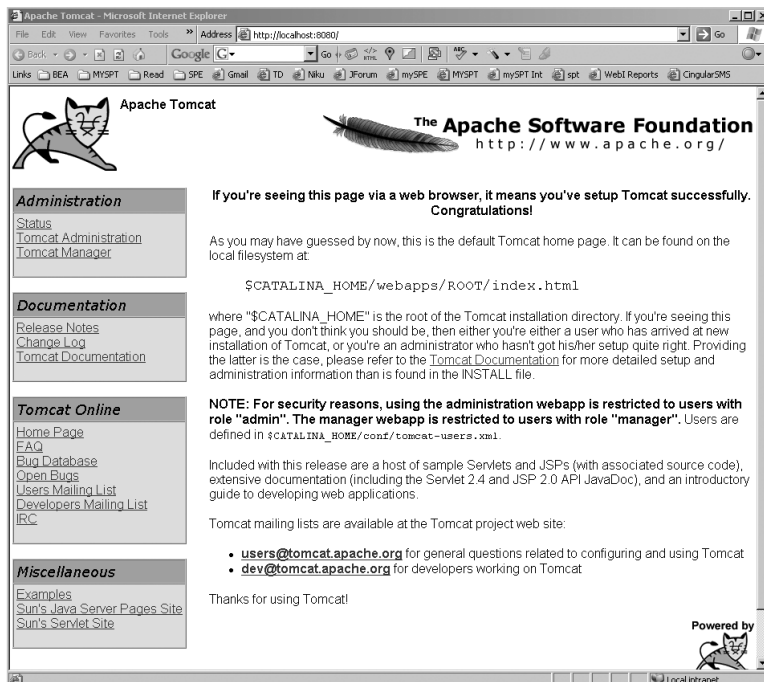 Apache Tomcat - Microsoft Internet Explorer
File Edit View Favorites Tools » Address http://localhost:8080/ Go
Back Google G Go HTML ABC
Links BEA MYSPT Read SPE Gmail TD Niku JForum mySPE MYSPT mySPT Int spt WebI Reports CingularSMS
Apache Tomcat
The Apache Software Foundation
http://www.apache.org/
Administration
Status
Tomcat Administration
Tomcat Manager
Documentation
Release Notes
Change Log
Tomcat Documentation
Tomcat Online
Home Page
FAQ
Bug Database
Open Bugs
Users Mailing List
Developers Mailing List
IRC
Miscellaneous
Examples
Sun's Java Server Pages Site
Sun's Servlet Site
If you're seeing this page via a web browser, it means you've setup Tomcat successfully.
Congratulations!
As you may have guessed by now, this is the default Tomcat home page. It can be found on the
local filesystem at:
$CATALINA_HOME/webapps/ROOT/index.html
where "$CATALINA_HOME" is the root of the Tomcat installation directory. If you're seeing this
page, and you don't think you should be, then either you're either a user who has arrived at new
installation of Tomcat, or you're an administrator who hasn't got his/her setup quite right. Providing
the latter is the case, please refer to the Tomcat Documentation for more detailed setup and
administration information than is found in the INSTALL file.
NOTE: For security reasons, using the administration webapp is restricted to users with
role "admin". The manager webapp is restricted to users with role "manager". Users are
defined in $CATALINA_HOME/conf/tomcat-users.xml.
Included with this release are a host of sample Servlets and JSPs (with associated source code),
extensive documentation (including the Servlet 2.4 and JSP 2.0 API JavaDoc), and an introductory
guide to developing web applications.
Tomcat mailing lists are available at the Tomcat project web site:
• users@tomcat.apache.org for general questions related to configuring and using Tomcat
• dev@tomcat.apache.org for developers working on Tomcat
Thanks for using Tomcat!
Powered by
Local intranet